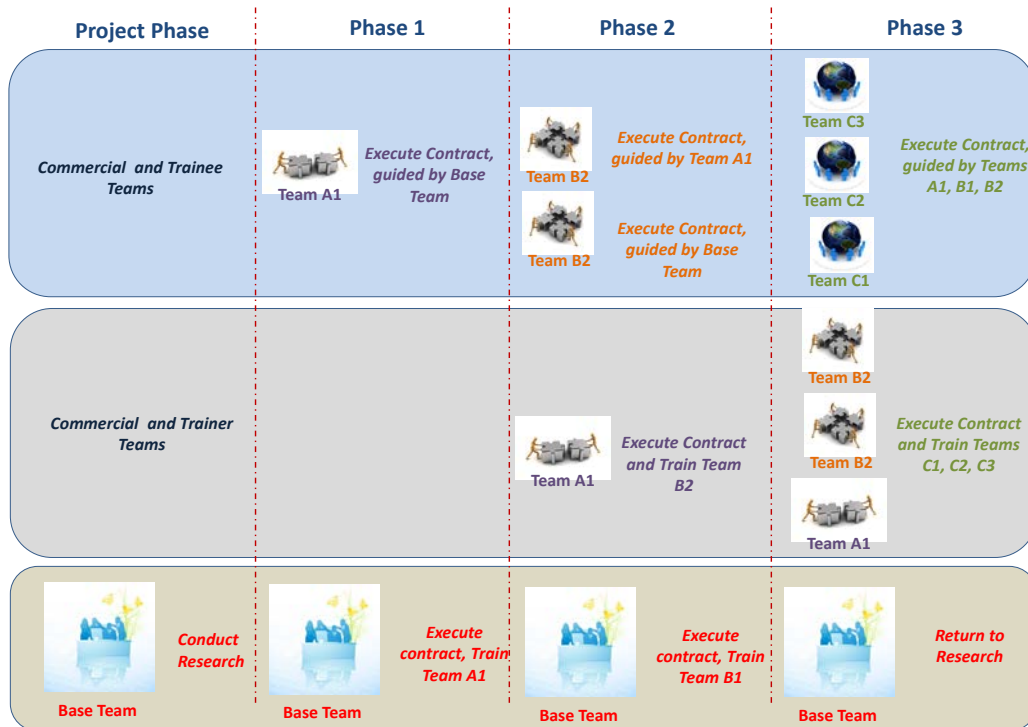 Project Phase
Phase 1
Phase 2
Phase 3
Commercial and Trainee
Teams
Team A1
Execute Contract,
guided by Base
Team
Team B2
Execute Contract,
guided by Team A1
Team B2
Execute Contract,
guided by Base
Team
Team C3
Team C2
Team C1
Execute Contract,
guided by Teams
A1, B1, B2
Commercial and Trainer
Teams
Team A1
Execute Contract
and Train Team
B2
Team B2
Team B2
Team A1
Execute Contract
and Train Teams
C1, C2, C3
Conduct
Research
Base Team
Execute
contract, Train
Team A1
Base Team
Execute
contract, Train
Team B1
Base Team
Return to
Research
Base Team